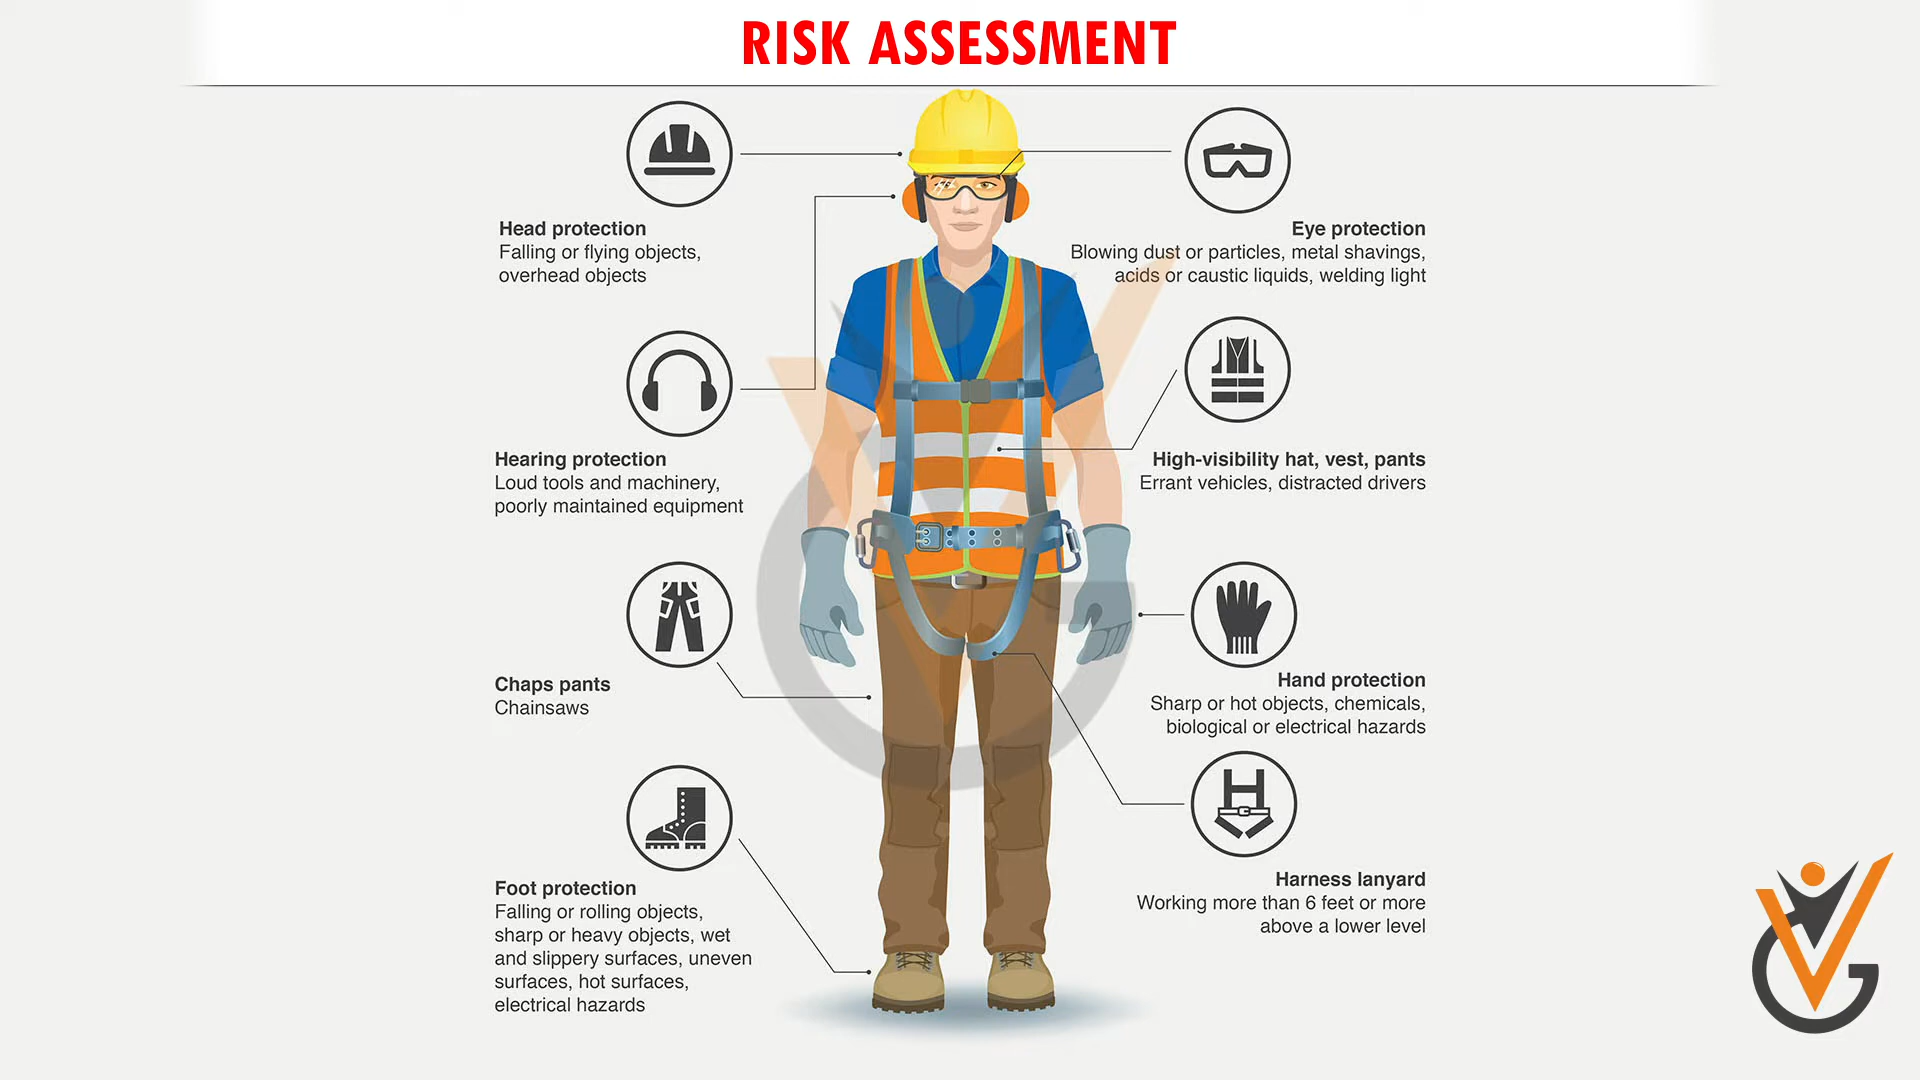 RISK ASSESSMENT
Head protection
Falling or flying objects,
overhead objects
Hearing protection
Loud tools and machinery,
poorly maintained equipment
Chaps pants
Chainsaws
Foot protection
Falling or rolling objects,
sharp or heavy objects, wet
and slippery surfaces, uneven
surfaces, hot surfaces,
electrical hazards
Eye protection
Blowing dust or particles, metal shavings,
acids or caustic liquids, welding light
High-visibility hat, vest, pants
Errant vehicles, distracted drivers
Hand protection
Sharp or hot objects, chemicals,
biological or electrical hazards
Harness lanyard
Working more than 6 feet or more
above a lower level